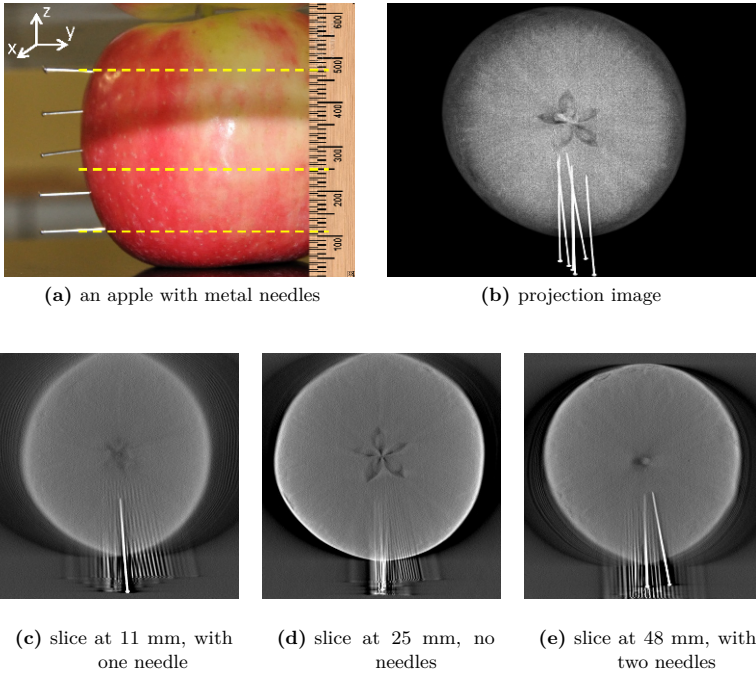 z
y
x
600
500
400
300
200
100
(a) an apple with metal needles
(b) projection image
(c) slice at 11 mm, with
one needle
(d) slice at 25 mm, no
needles
(e) slice at 48 mm, with
two needles